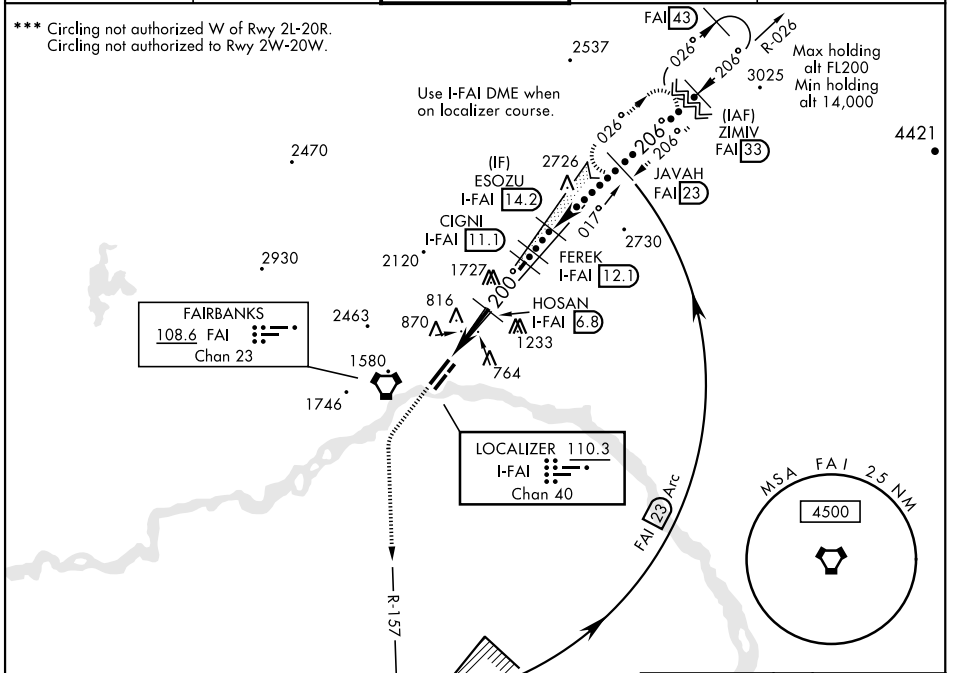 *** Circling not authorized W of Rwy 2L-20R.
Circling not authorized to Rwy 2W-20W.
FAI 43
R-026
026°
206°
2537
Max holding
alt FL200
Min holding
alt 14,000
3025
Use I-FAI DME when
on localizer course.
026°
206°
206°
(IAF)
ZIMIV
FAI 33
4421
2470
(IF)
ESOZU
I-FAI 14.2
2726
JAVAH
FAI 23
017°
CIGNI
I-FAI 11.1
2730
2930
2120
1727
200°
FEREK
I-FAI 12.1
816
HOSAN
I-FAI 6.8
FAIRBANKS
108.6 FAI
Chan 23
2463
870
1233
764
1580
1746
LOCALIZER 110.3
I-FAI
Chan 40
MSA FAI 25 NM
4500
FAI 23 Arc
R-157